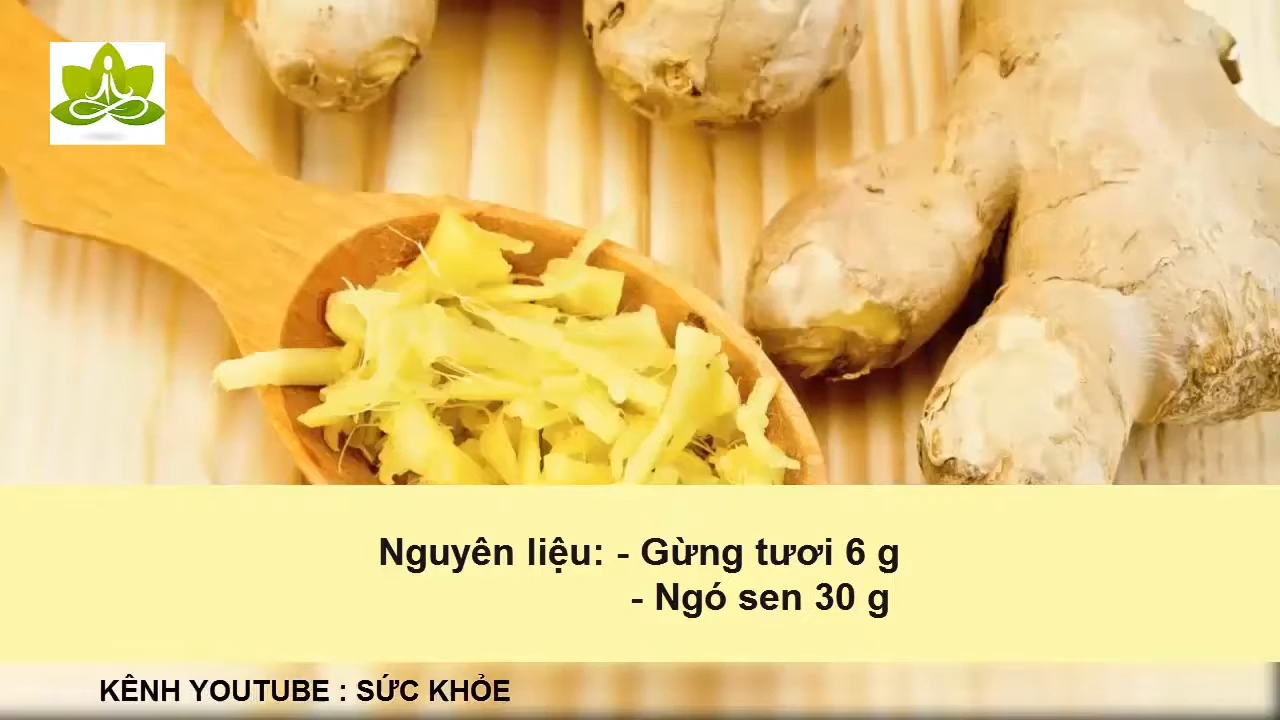 Nguyên liệu: - Gừng tươi 6 g
- Ngó sen 30 g
KÊNH YOUTUBE : SỨC KHỎE